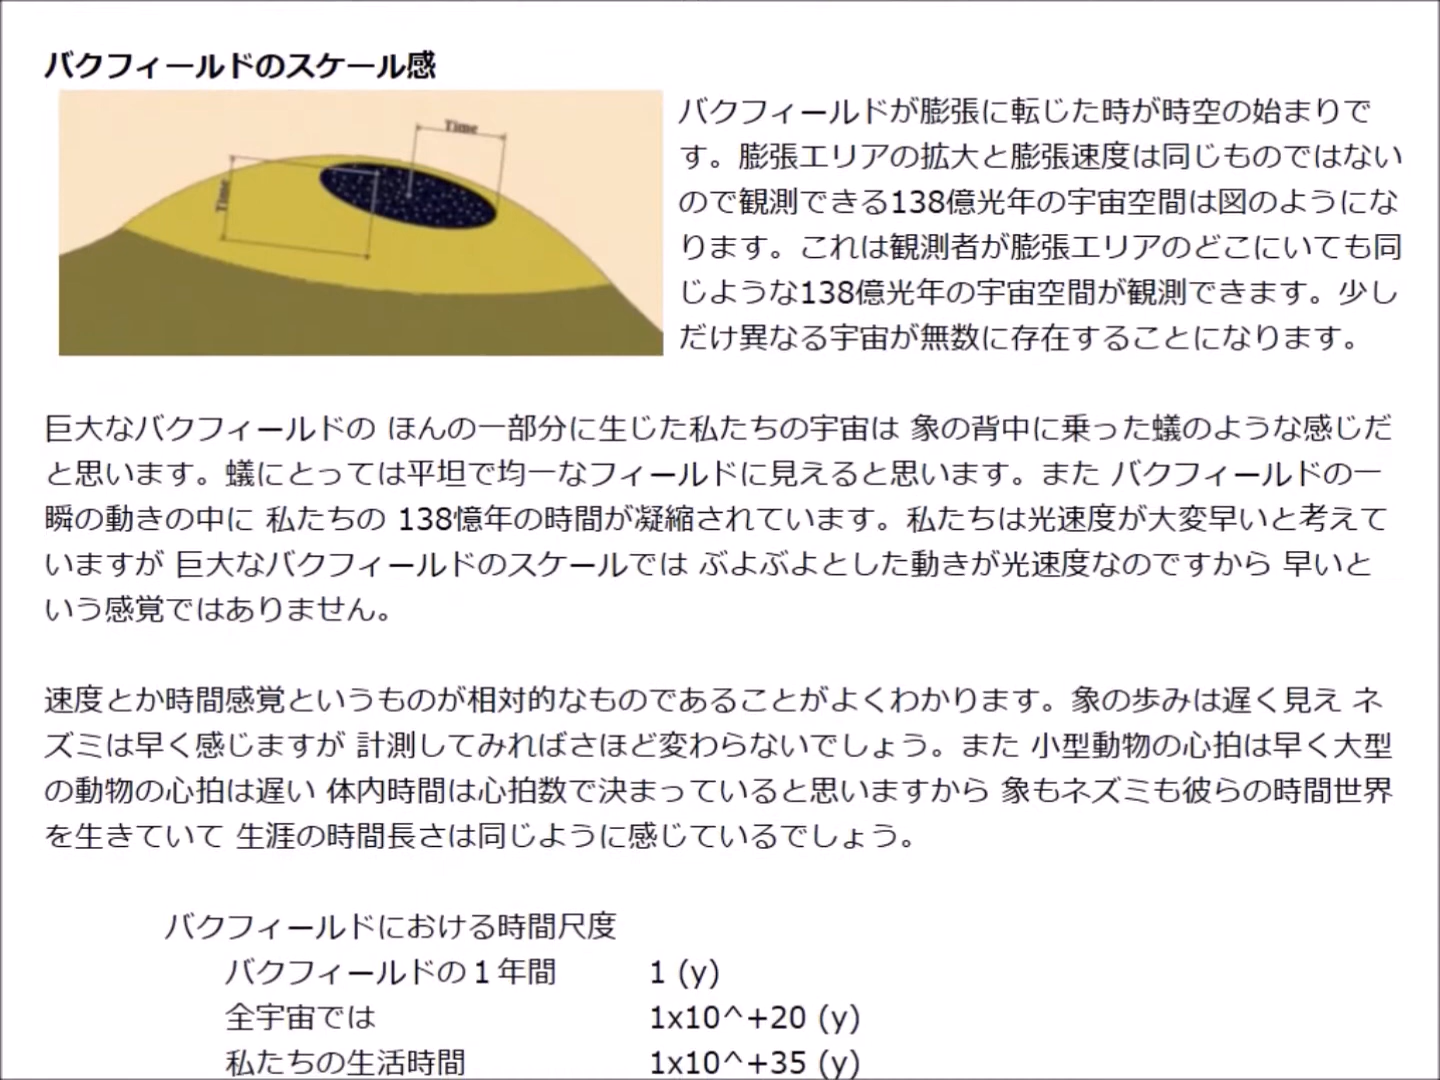 バクフィールドのスケール感
Time
Time
バクフィールドが膨張に転じた時が時空の始まりで
す。膨張エリアの拡大と膨張速度は同じものではない
ので観測できる138億光年の宇宙空間は図のようにな
ります。これは観測者が膨張エリアのどこにいても同
じような138億光年の宇宙空間が観測できます。少し
だけ異なる宇宙が無数に存在することになります。
巨大なバクフィールドの ほんの一部分に生じた私たちの宇宙は 象の背中に乗った蟻のような感じだ
と思います。蟻にとっては平坦で均一なフィールドに見えると思います。また バクフィールドの一
瞬の動きの中に 私たちの 138憶年の時間が凝縮されています。私たちは光速度が大変早いと考えて
いますが 巨大なバクフィールドのスケールでは ぶよぶよとした動きが光速度なのですから 早いと
いう感覚ではありません。
速度とか時間感覚というものが相対的なものであることがよくわかります。象の歩みは遅く見え ネ
ズミは早く感じますが 計測してみればさほど変わらないでしょう。また 小型動物の心拍は早く大型
の動物の心拍は遅い 体内時間は心拍数で決まっていると思いますから 象もネズミも彼らの時間世界
を生きていて 生涯の時間長さは同じように感じているでしょう。
バクフィールドにおける時間尺度
バクフィールドの１年間 1 (y)
全宇宙では 1x10^+20 (y)
私たちの生活時間 1x10^+35 (y)